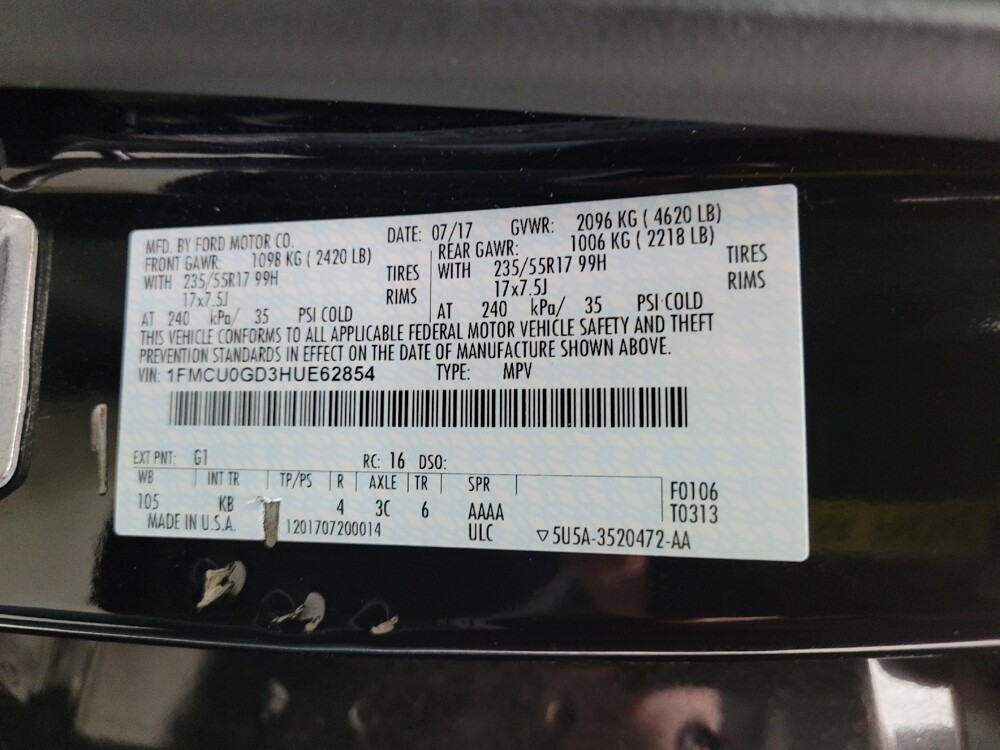 MFD. BY FORD MOTOR CO. DATE: 07/17 GVWR: 2096 KG ( 4620 LB)
FRONT GAWR: 1098 KG ( 2420 LB) REAR GAWR: 1006 KG ( 2218 LB)
WITH 235/55R17 99H TIRES WITH 235/55R17 99H TIRES
17x7.5J RIMS 17x7.5J RIMS
AT 240 kPa/ 35 PSI COLD AT 240 kPa/ 35 PSI COLD
THIS VEHICLE CONFORMS TO ALL APPLICABLE FEDERAL MOTOR VEHICLE SAFETY AND THEFT
PREVENTION STANDARDS IN EFFECT ON THE DATE OF MANUFACTURE SHOWN ABOVE.
VIN: 1FMCU0GD3HUE62854 TYPE: MPV
EXT PNT: G1 RC: 16 DSO:
WB INT TR TP/PS R AXLE TR SPR
105 KB 4 3C 6 AAAA F0106
T0313
MADE IN U.S.A. 1201707200014 ULC ▽5U5A-3520472-AA